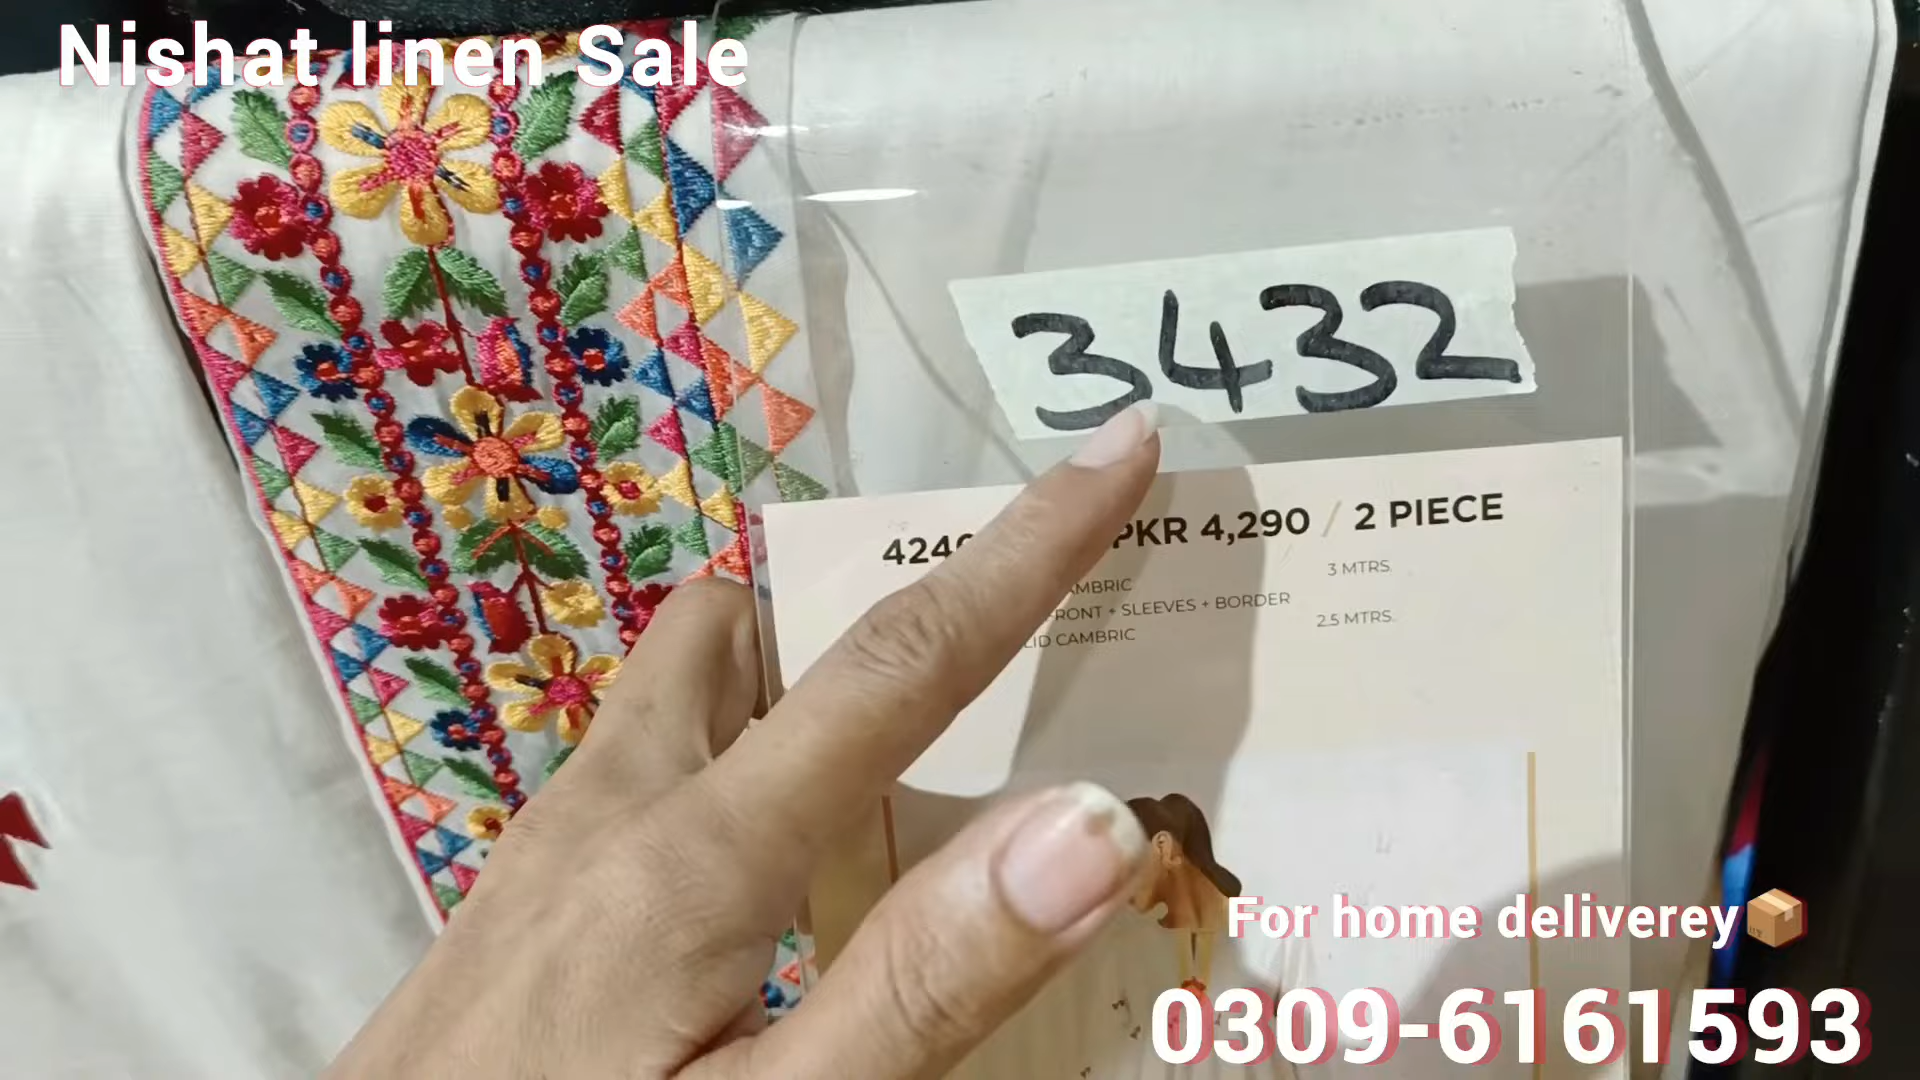 Nishat linen Sale
3432
PKR 4,290 / 2 PIECE
3 MTRS.
FRONT + SLEEVES + BORDER
2.5 MTRS.
CAMBRIC
For home deliverey📦
0309-6161593